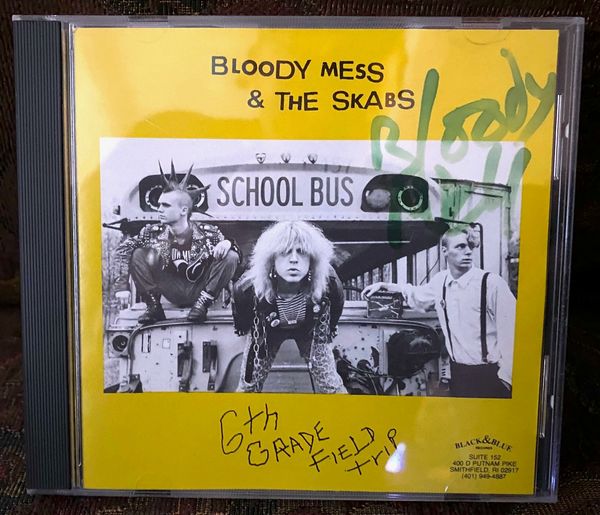 BLOODY MESS
& THE SKABS
Bloody
SCHOOL BUS
6th
GRADE
FIELD
trip
BLACK & BLUE
RECORDS
SUITE 152
400 D PUTNAM PIKE
SMITHFIELD, RI 02917
(401) 949-4887